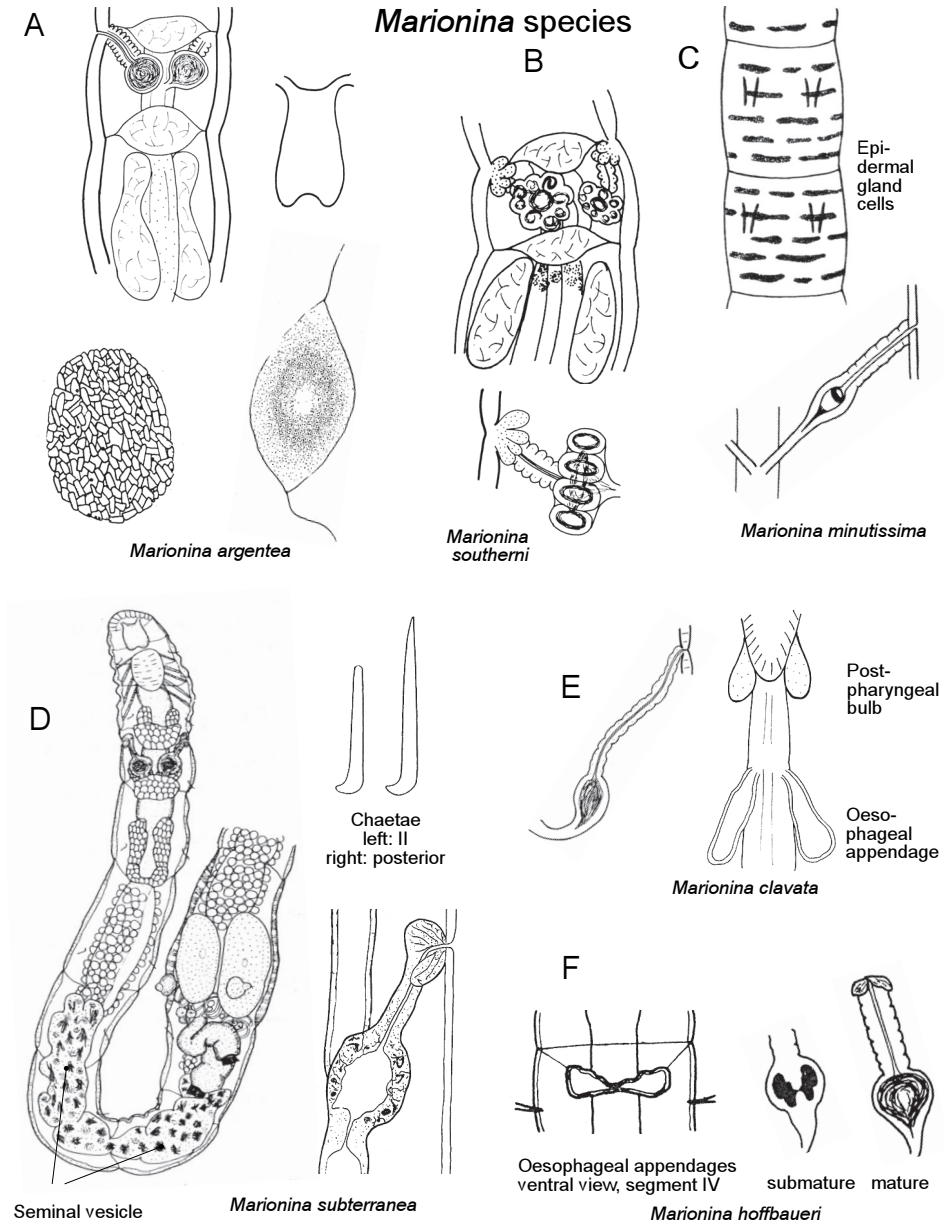 Marionina species
A
B
C
Epi-
dermal
gland
cells
Marionina argentea
Marionina
southerni
Marionina minutissima
D
Chaetae
left: II
right: posterior
Seminal vesicle
Marionina subterranea
E
Post-
pharyngeal
bulb
Oeso-
phageal
appendage
Marionina clavata
F
Oesophageal appendages
ventral view, segment IV
submature
mature
Marionina hoffbaueri